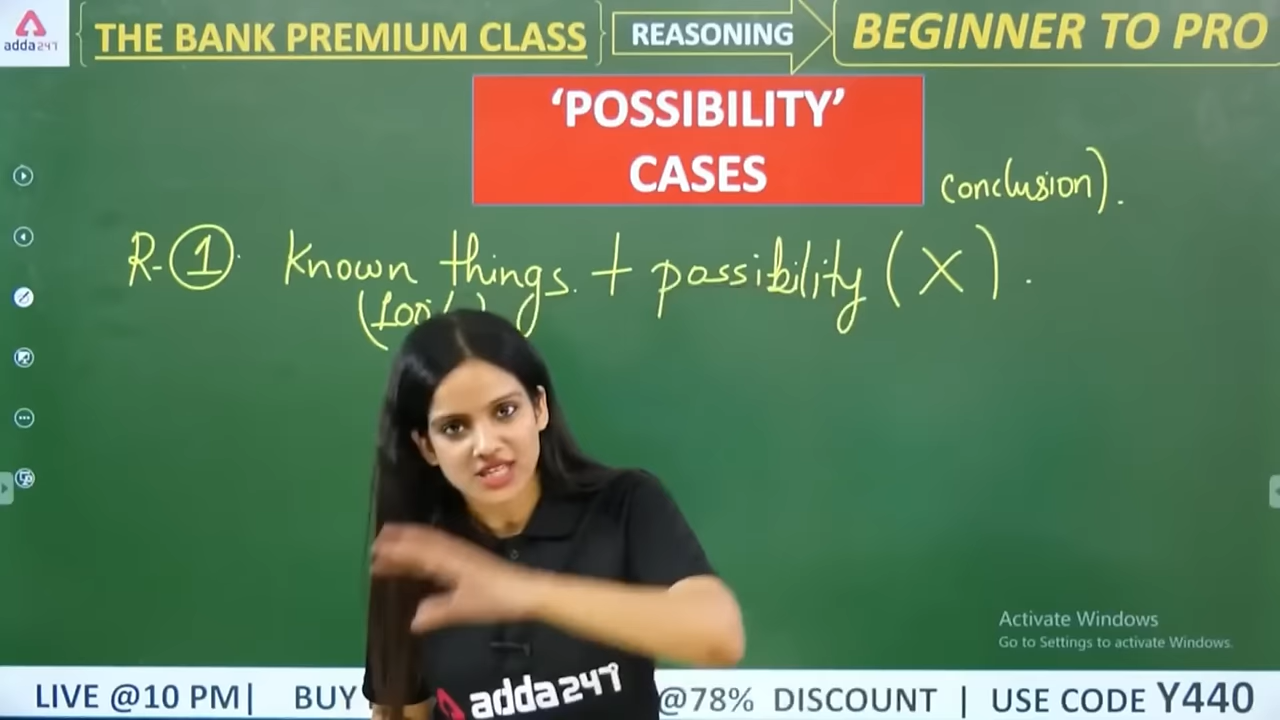 adda247
THE BANK PREMIUM CLASS
REASONING
BEGINNER TO PRO
'POSSIBILITY'
CASES
conclusion).
R-① Known things. + possibility (X).
Activate Windows
Go to Settings to activate Windows.
adda247
LIVE @10 PM| BUY @78% DISCOUNT | USE CODE Y440